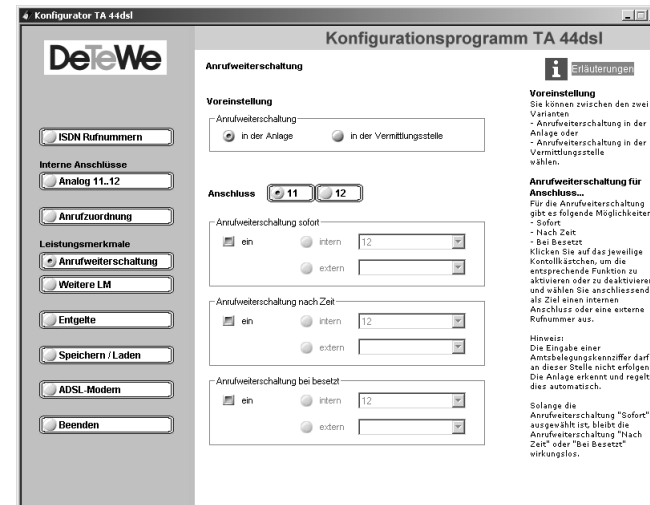 Konfigurator TA 44dsl
DeTeWe
Konfigurationsprogramm TA 44dsl
ISDN Rufnummern
Interne Anschlüsse
Analog 11..12
Anrufzuordnung
Leistungsmerkmale
Anrufweiterschaltung
Weitere LM
Entgelte
Speichern / Laden
ADSL-Modem
Beenden
Anrufweiterschaltung
Voreinstellung
Anrufweiterschaltung
in der Anlage
in der Vermittlungsstelle
Anschluss 11 12
Anrufweiterschaltung sofort
ein intern 12
extern
Anrufweiterschaltung nach Zeit
ein intern 12
extern
Anrufweiterschaltung bei besetzt
ein intern 12
extern
i Erläuterungen
Voreinstellung
Sie können zwischen den zwei
Varianten
- Anrufweiterschaltung in der
Anlage oder
- Anrufweiterschaltung in der
Vermittlungsstelle
wählen.
Anrufweiterschaltung für
Anschluss...
Für die Anrufweiterschaltung
gibt es folgende Möglichkeiten
- Sofort
- Nach Zeit
- Bei Besetzt
Klicken Sie auf das jeweilige
Kontollkästchen, um die
entsprechende Funktion zu
aktivieren oder zu deaktivieren
und wählen Sie anschliessend
als Ziel einen internen
Anschluss oder eine externe
Rufnummer aus.
Hinweis:
Die Eingabe einer
Amtsbelegungskennziffer darf
an dieser Stelle nicht erfolgen
Die Anlage erkennt und regelt
dies automatisch.
Solange die
Anrufweiterschaltung "Sofort"
ausgewählt ist, bleibt die
Anrufweiterschaltung "Nach
Zeit" oder "Bei Besetzt"
wirkungslos.